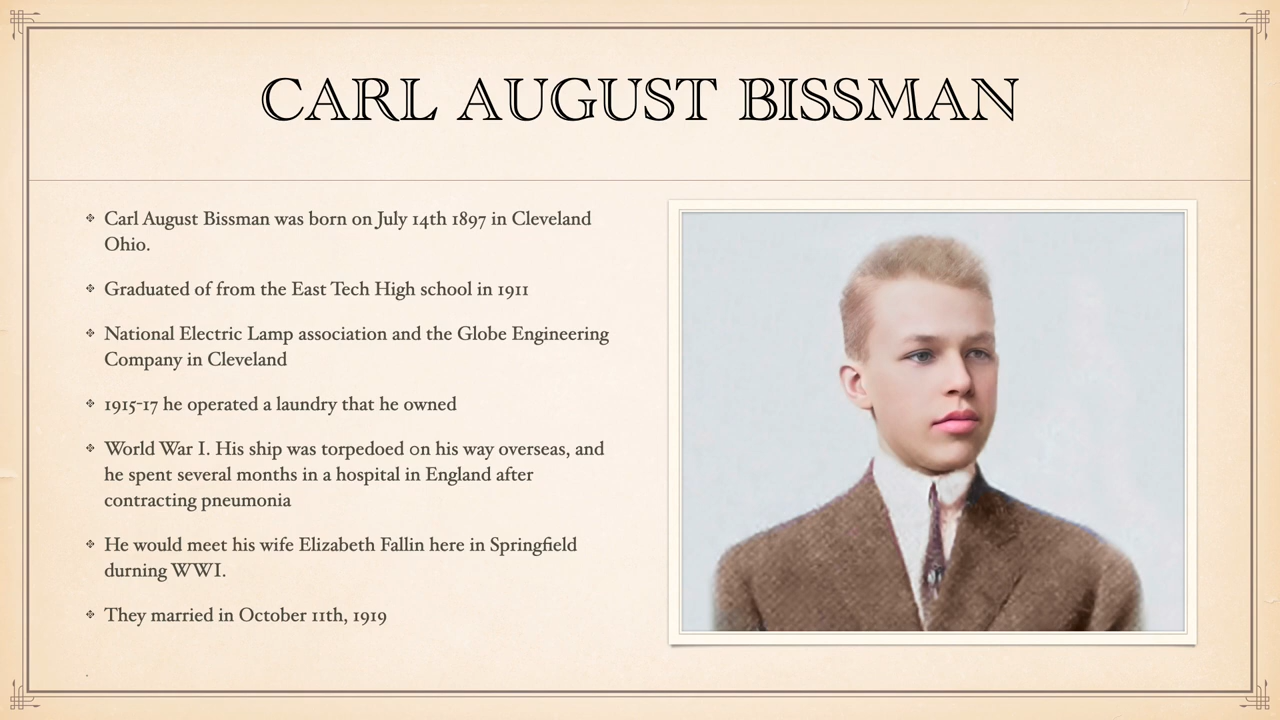 CARL AUGUST BISSMAN
Carl August Bissman was born on July 14th 1897 in Cleveland
Ohio.
Graduated of from the East Tech High school in 1911
National Electric Lamp association and the Globe Engineering
Company in Cleveland
1915-17 he operated a laundry that he owned
World War I. His ship was torpedoed on his way overseas, and
he spent several months in a hospital in England after
contracting pneumonia
He would meet his wife Elizabeth Fallin here in Springfield
durning WWI.
They married in October 11th, 1919